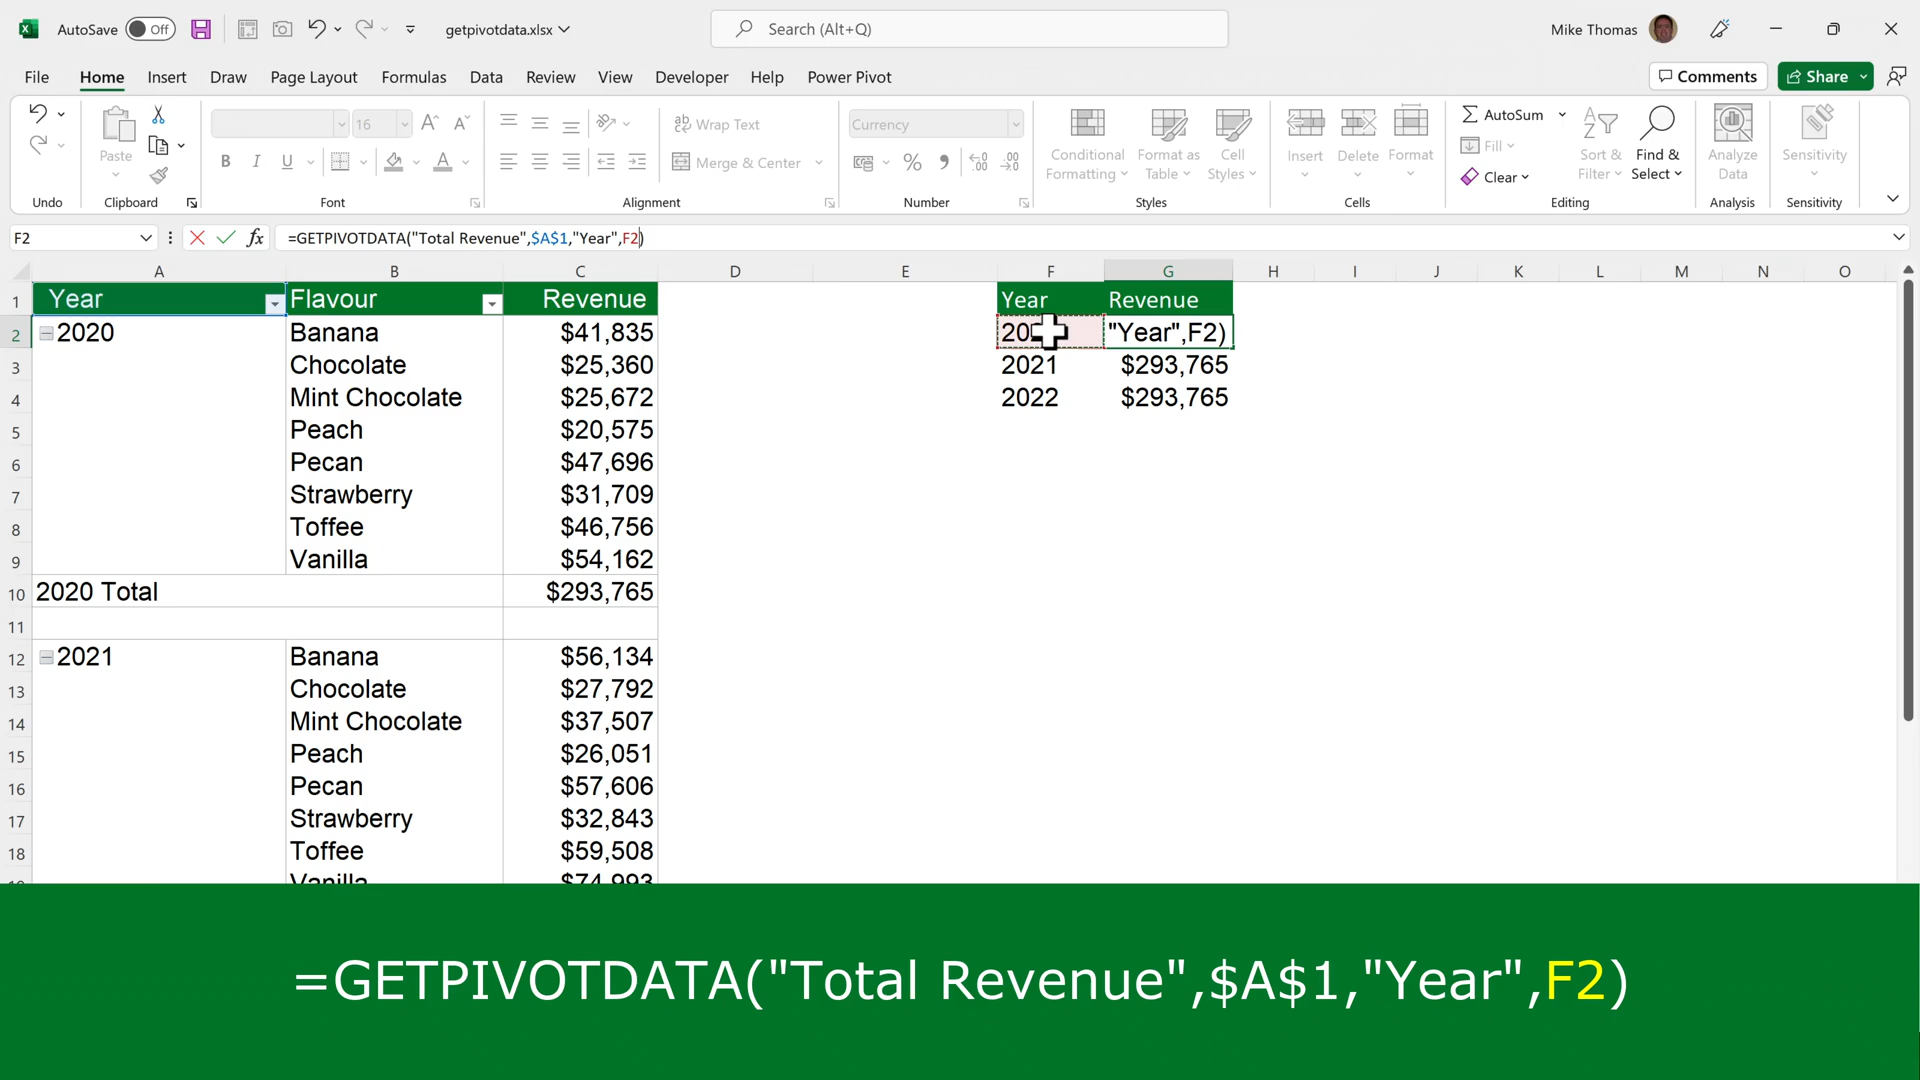 AutoSave Off getpivotdata.xlsx Search (Alt+Q) Mike Thomas
File Home Insert Draw Page Layout Formulas Data Review View Developer Help Power Pivot Comments Share
Paste 16 Wrap Text Currency Conditional Formatting Format as Table Cell Styles Insert Delete Format AutoSum Sort & Filter Find & Select Analyze Data Sensitivity
B I U Merge & Center % Fill
Clear
Undo Clipboard Font Alignment Number Styles Cells Editing Analysis Sensitivity
F2 fx =GETPIVOTDATA("Total Revenue",$A$1,"Year",F2)
A B C D E F G H I J K L M N O
1 Year Flavour Revenue Year Revenue
2 2020 Banana $41,835 "Year",F2)
3 Chocolate $25,360 2021 $293,765
4 Mint Chocolate $25,672 2022 $293,765
5 Peach $20,575
6 Pecan $47,696
7 Strawberry $31,709
8 Toffee $46,756
9 Vanilla $54,162
10 2020 Total $293,765
11
12 2021 Banana $56,134
13 Chocolate $27,792
14 Mint Chocolate $37,507
15 Peach $26,051
16 Pecan $57,606
17 Strawberry $32,843
18 Toffee $59,508
Vanilla $74,993
=GETPIVOTDATA("Total Revenue",$A$1,"Year",F2)